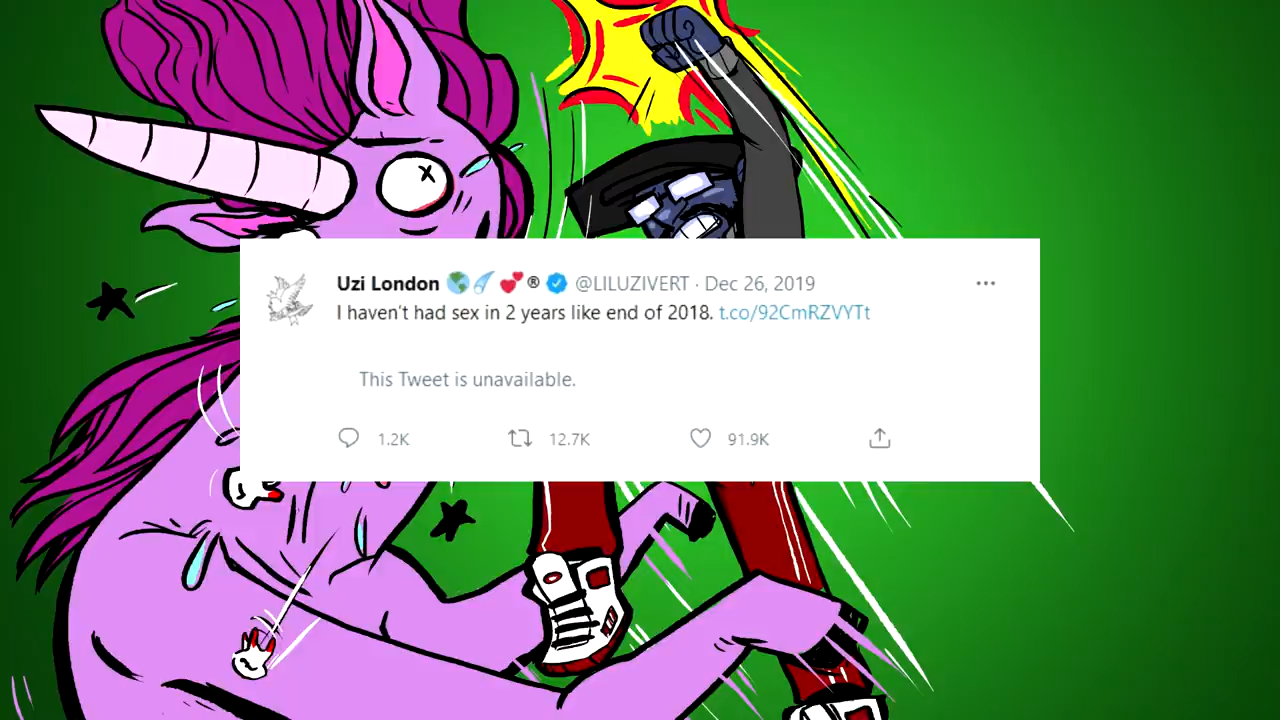 Uzi London 🌎☄️💕® @LILUZIVERT · Dec 26, 2019
I haven't had sex in 2 years like end of 2018. t.co/92CmRZVYTt
This Tweet is unavailable.
1.2K 12.7K 91.9K